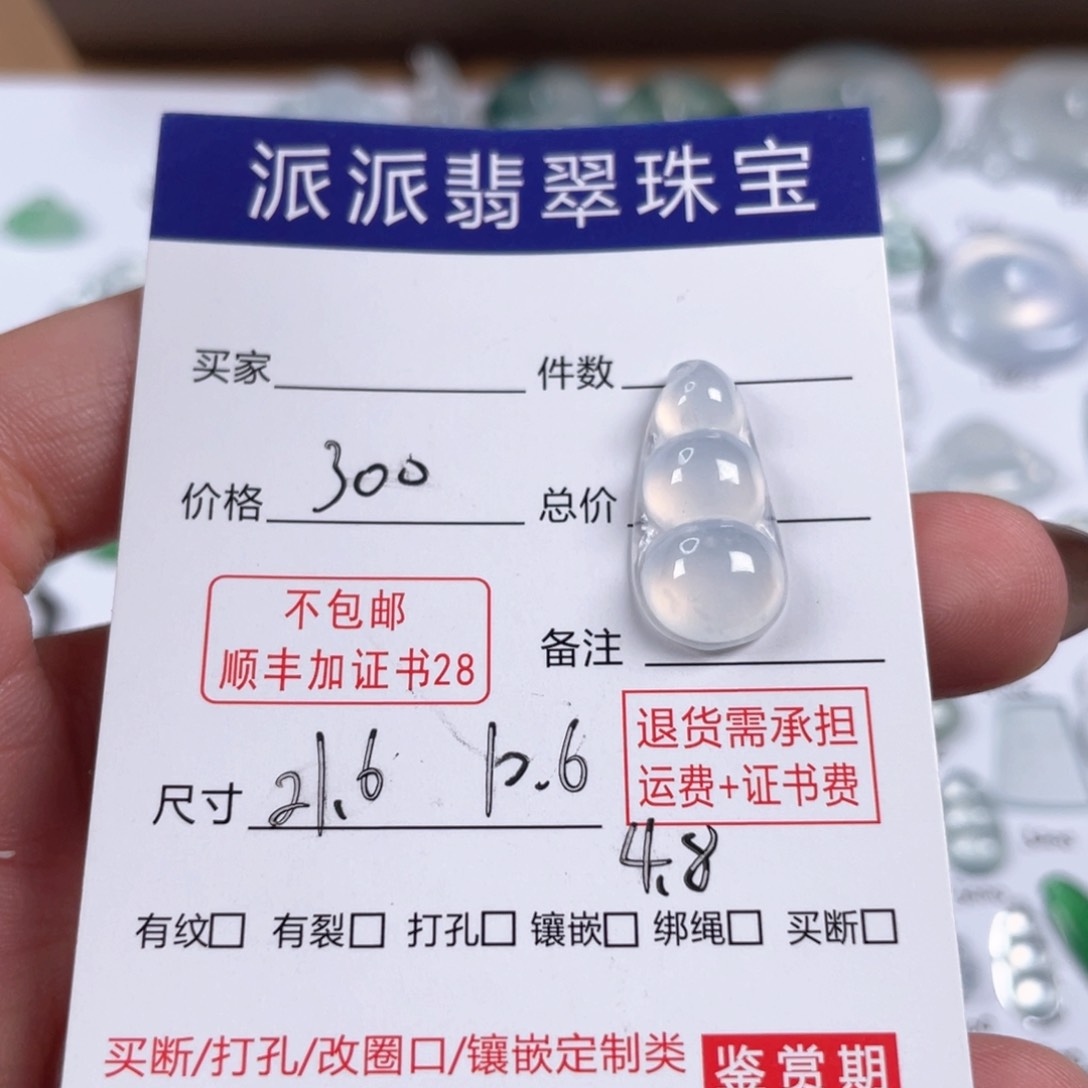 派派翡翠珠宝
买家 件数
价格 300 总价
不包邮
顺丰加证书28
备注
退货需承担
运费+证书费
尺寸 21.6 10.6
4.8
有纹□ 有裂□ 打孔□ 镶嵌□ 绑绳□ 买断□
买断/打孔/改圈口/镶嵌定制类
鉴赏期